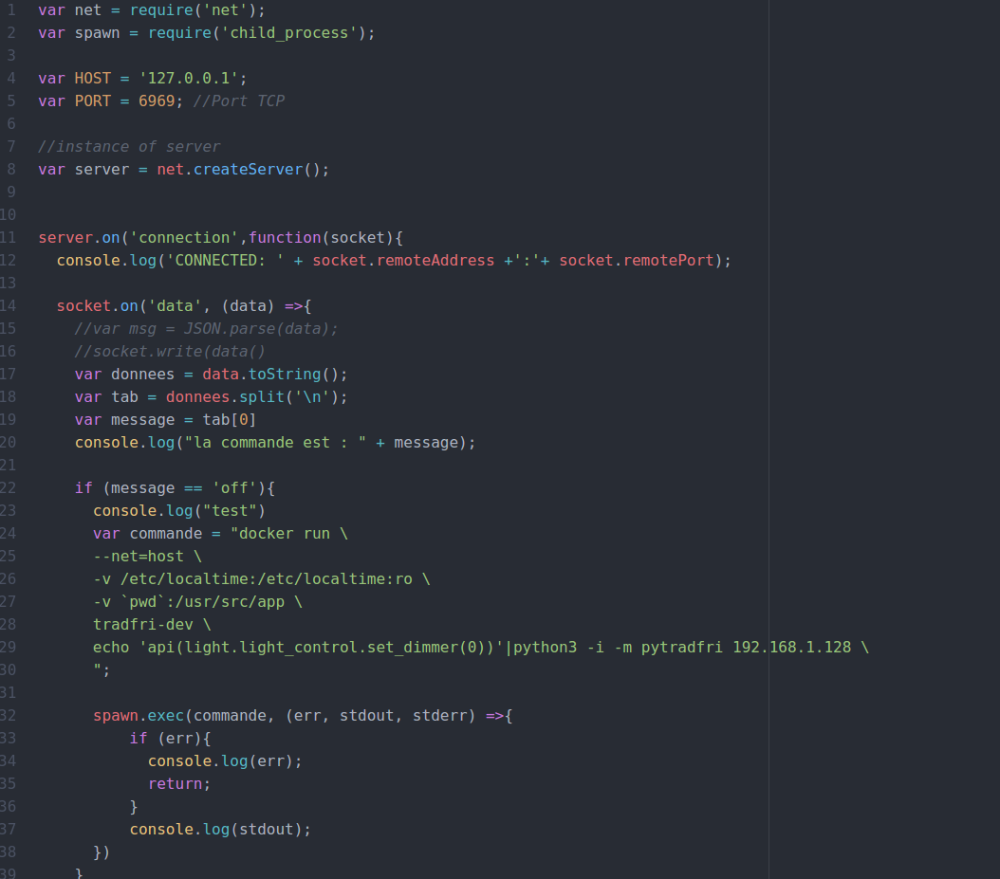 1 var net = require('net');
2 var spawn = require('child_process');
3
4 var HOST = '127.0.0.1';
5 var PORT = 6969; //Port TCP
6
7 //instance of server
8 var server = net.createServer();
9
10
11 server.on('connection',function(socket){
12   console.log('CONNECTED: ' + socket.remoteAddress +':'+ socket.remotePort);
13
14   socket.on('data', (data) =>{
15     //var msg = JSON.parse(data);
16     //socket.write(data()
17     var donnees = data.toString();
18     var tab = donnees.split('\n');
19     var message = tab[0]
20     console.log("la commande est : " + message);
21
22     if (message == 'off'){
23       console.log("test")
24       var commande = "docker run \
25       --net=host \
26       -v /etc/localtime:/etc/localtime:ro \
27       -v `pwd`:/usr/src/app \
28       tradfri-dev \
29       echo 'api(light.light_control.set_dimmer(0))'|python3 -i -m pytradfri 192.168.1.128 \
30       ";
31
32       spawn.exec(commande, (err, stdout, stderr) =>{
33           if (err){
34             console.log(err);
35             return;
36           }
37           console.log(stdout);
38       })
39     }